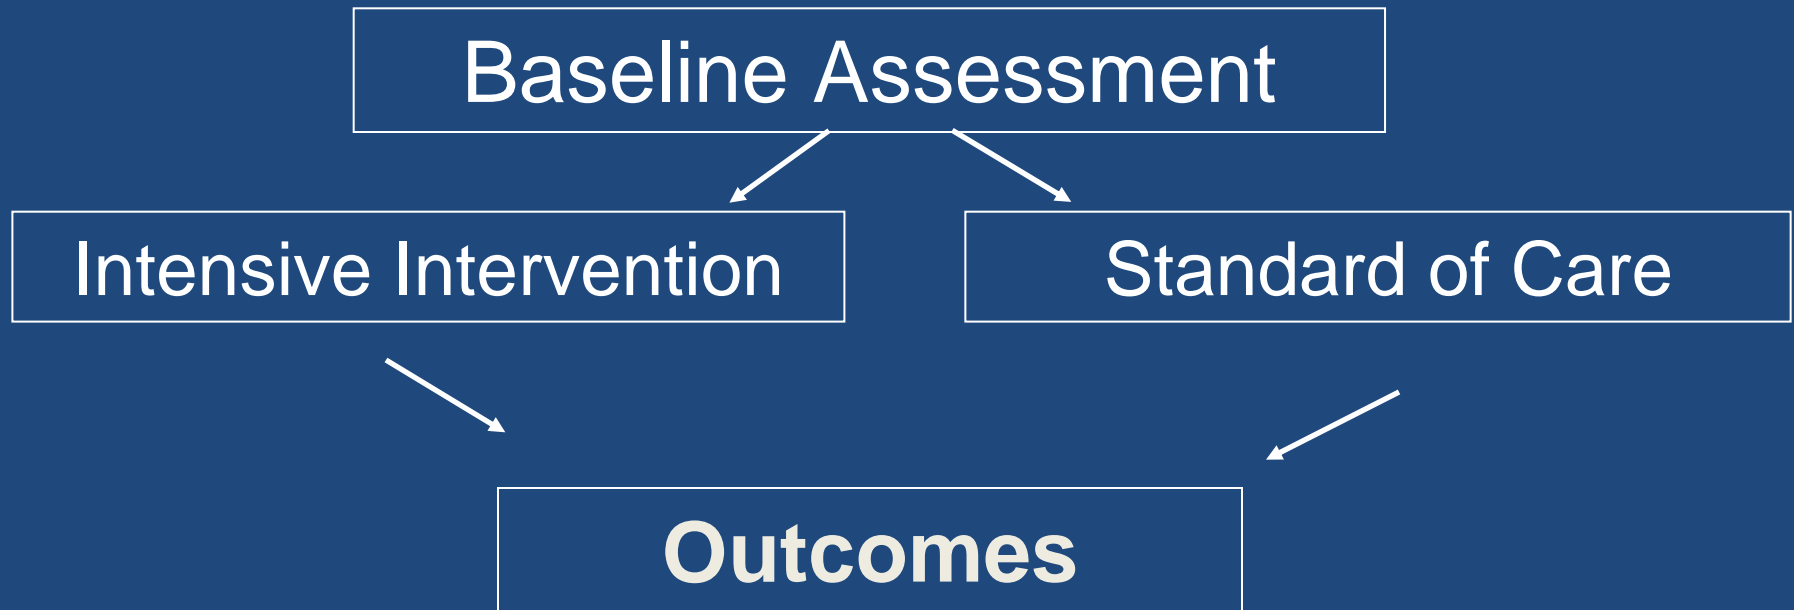 Baseline Assessment
Intensive Intervention
Standard of Care
Outcomes